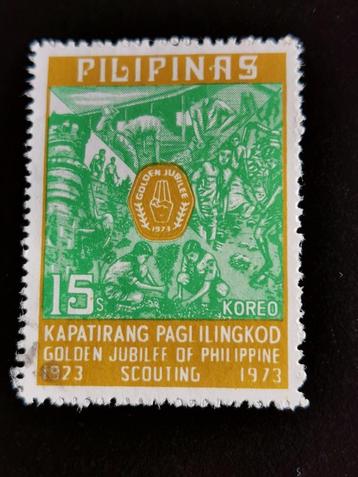 PILIPINAS
GOLDEN JUBILEE
1973
15s
KOREO
KAPATIRANG PAGLILINGKOD
GOLDEN JUBILEE OF PHILIPPINE
1923 SCOUTING 1973